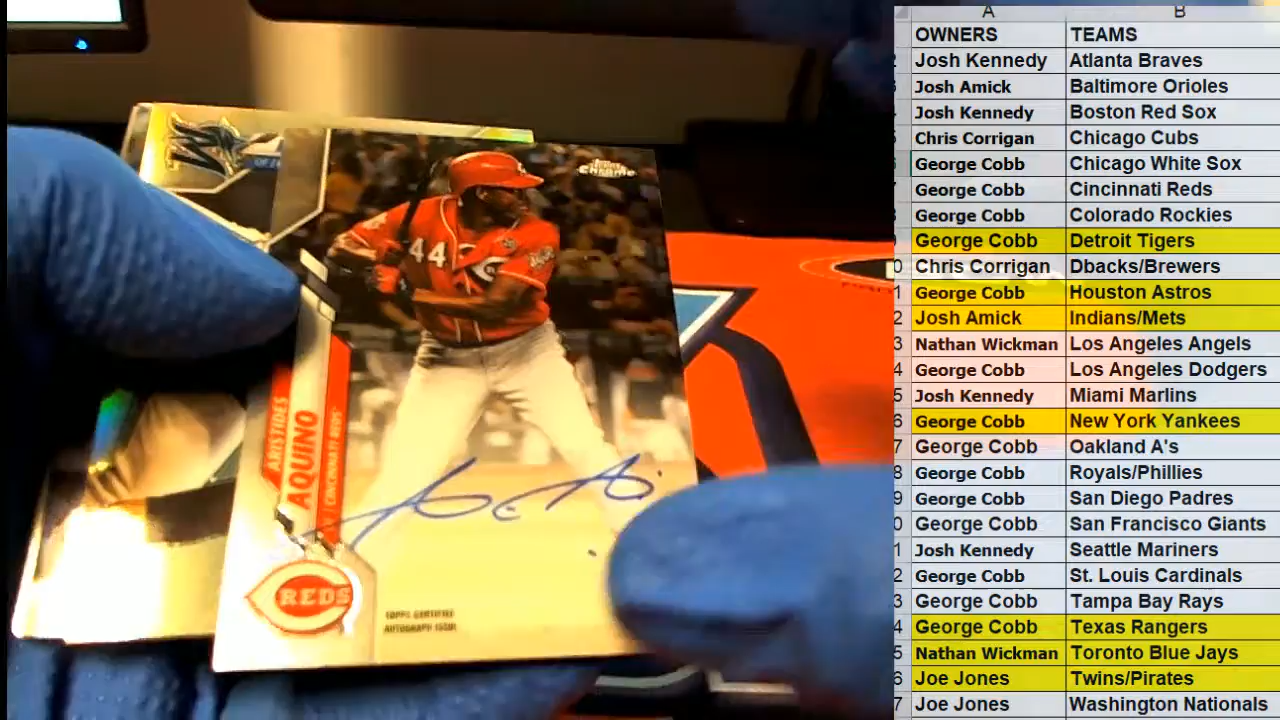 Topps
CHROME
44
ARISTIDES
AQUINO
CINCINNATI REDS
REDS
TOPPS CERTIFIED
AUTOGRAPH ISSUE
A B
OWNERS TEAMS
Josh Kennedy Atlanta Braves
Josh Amick Baltimore Orioles
Josh Kennedy Boston Red Sox
Chris Corrigan Chicago Cubs
George Cobb Chicago White Sox
George Cobb Cincinnati Reds
George Cobb Colorado Rockies
George Cobb Detroit Tigers
Chris Corrigan Dbacks/Brewers
George Cobb Houston Astros
Josh Amick Indians/Mets
Nathan Wickman Los Angeles Angels
George Cobb Los Angeles Dodgers
Josh Kennedy Miami Marlins
George Cobb New York Yankees
George Cobb Oakland A's
George Cobb Royals/Phillies
George Cobb San Diego Padres
George Cobb San Francisco Giants
Josh Kennedy Seattle Mariners
George Cobb St. Louis Cardinals
George Cobb Tampa Bay Rays
George Cobb Texas Rangers
Nathan Wickman Toronto Blue Jays
Joe Jones Twins/Pirates
Joe Jones Washington Nationals